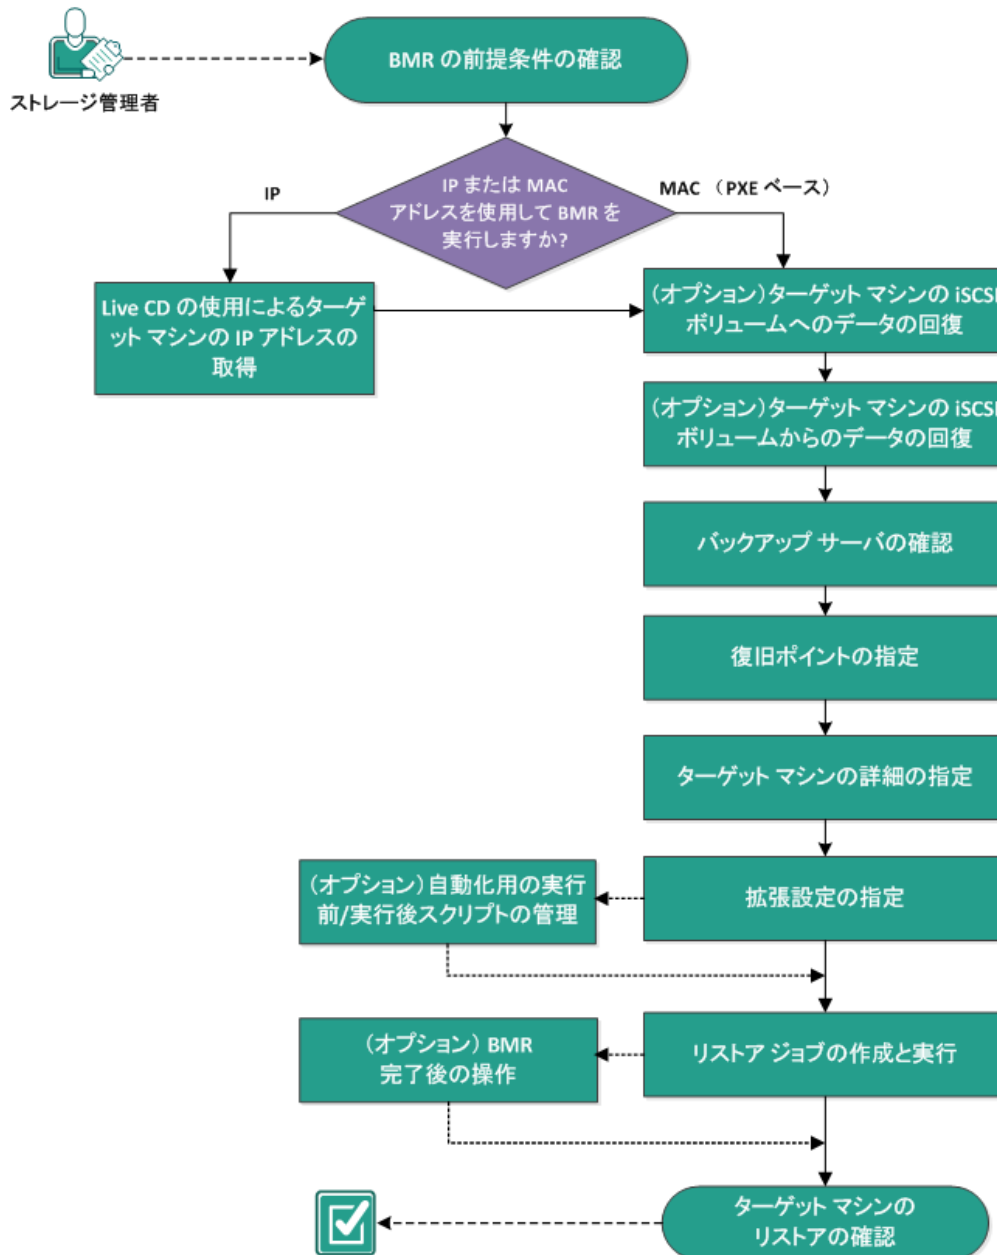 BMR の前提条件の確認
ストレージ管理者
IP または MAC
アドレスを使用して BMR を
実行しますか?
IP
MAC （PXE ベース）
Live CD の使用によるターゲ
ット マシンの IP アドレスの
取得
（オプション）ターゲット マシンの iSCSI
ボリュームへのデータの回復
（オプション）ターゲット マシンの iSCSI
ボリュームからのデータの回復
バックアップ サーバの確認
復旧ポイントの指定
ターゲット マシンの詳細の指定
（オプション）自動化用の実行
前/実行後スクリプトの管理
拡張設定の指定
（オプション）BMR
完了後の操作
リストア ジョブの作成と実行
ターゲット マシンの
リストアの確認